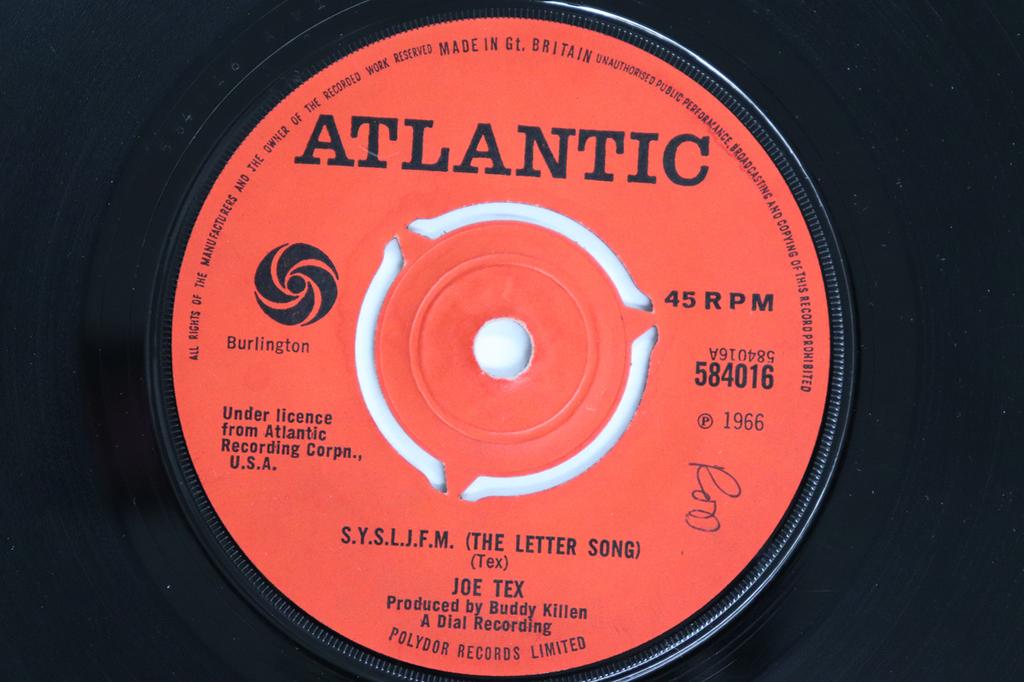 ALL RIGHTS OF THE MANUFACTURERS AND THE OWNER OF THE RECORDED WORK RESERVED MADE IN Gt. BRITAIN UNAUTHORISED PUBLIC PERFORMANCE, BROADCASTING AND COPYING OF THIS RECORD PROHIBITED
ATLANTIC
45 RPM
Burlington
584016A
584016
℗ 1966
Under licence
from Atlantic
Recording Corpn.,
U.S.A.
S.Y.S.L.J.F.M. (THE LETTER SONG)
(Tex)
JOE TEX
Produced by Buddy Killen
A Dial Recording
POLYDOR RECORDS LIMITED